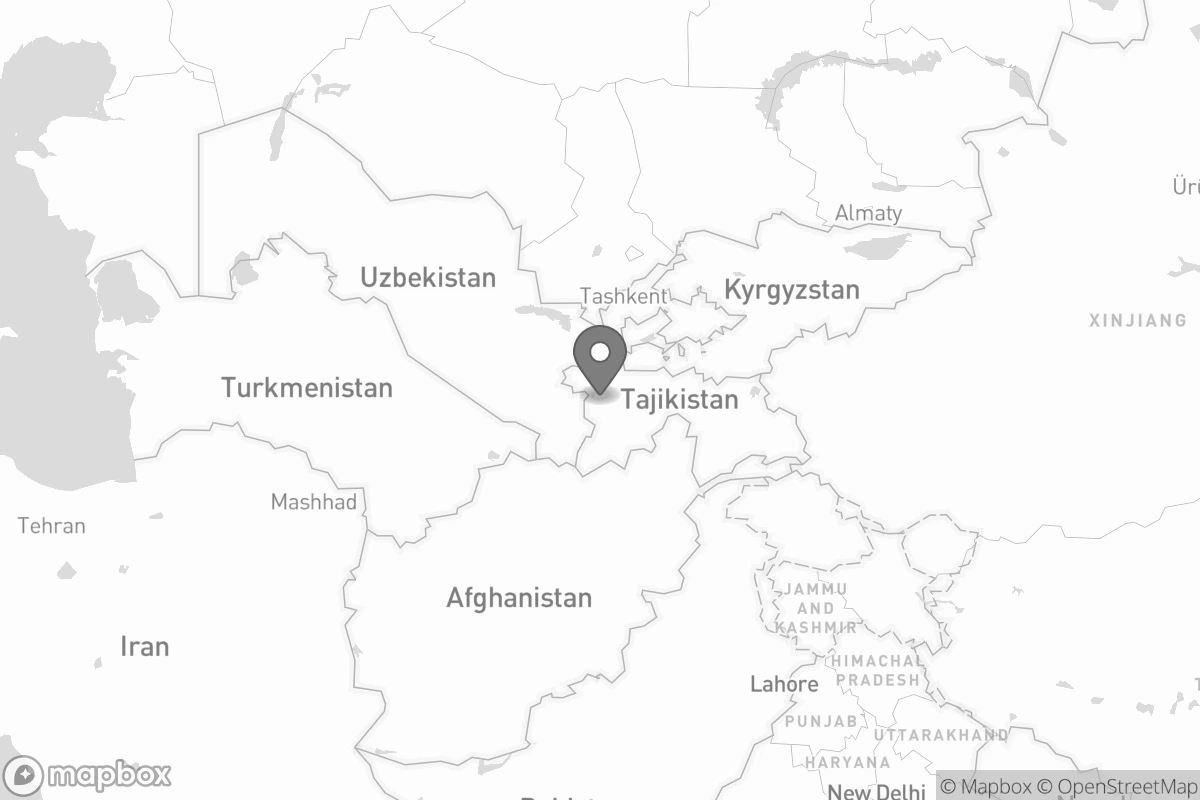 Almaty
Uzbekistan
Tashkent
Kyrgyzstan
XINJIANG
Turkmenistan
Tajikistan
Mashhad
Tehran
Afghanistan
JAMMU
AND
KASHMIR
Iran
HIMACHAL
PRADESH
Lahore
PUNJAB
UTTARAKHAND
HARYANA
New Delhi
mapbox
© Mapbox © OpenStreetMap